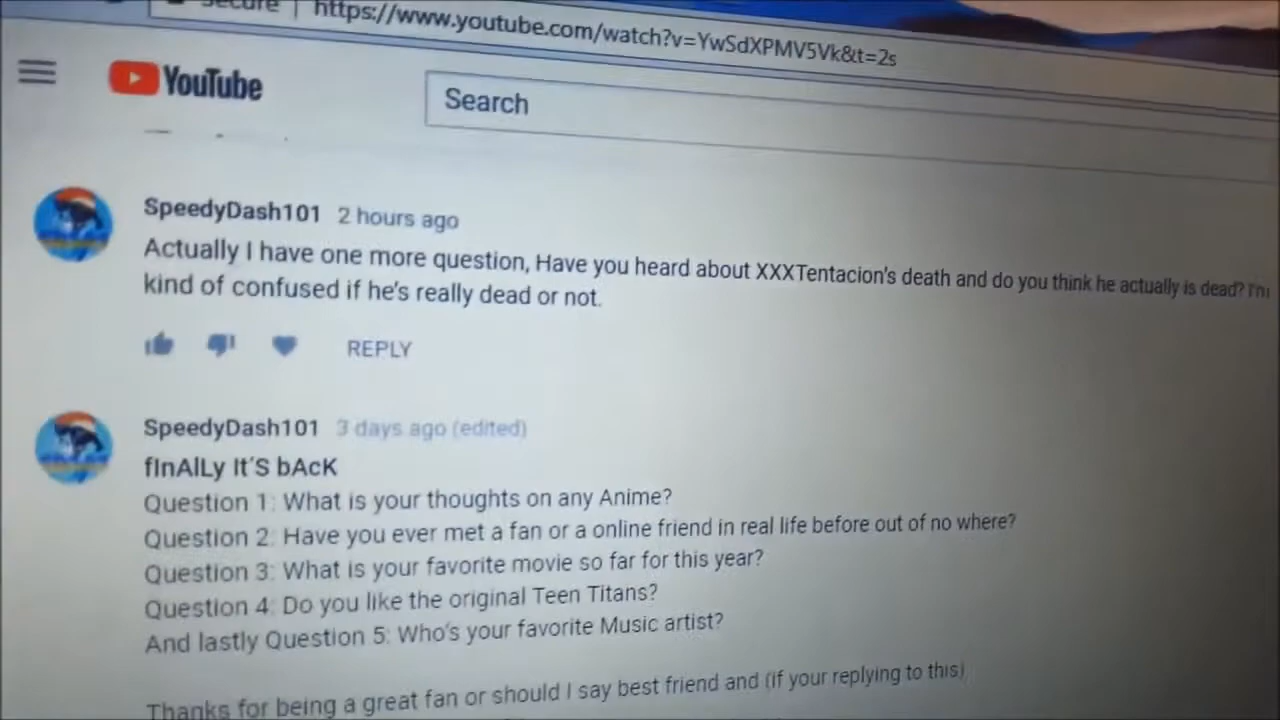 Secure | https://www.youtube.com/watch?v=YwSdXPMV5Vk&t=2s
YouTube
Search
SpeedyDash101 2 hours ago
Actually I have one more question, Have you heard about XXXTentacion's death and do you think he actually is dead? I'm
kind of confused if he's really dead or not.
REPLY
SpeedyDash101 3 days ago (edited)
fInAlLy It'S bAcK
Question 1: What is your thoughts on any Anime?
Question 2: Have you ever met a fan or a online friend in real life before out of no where?
Question 3: What is your favorite movie so far for this year?
Question 4: Do you like the original Teen Titans?
And lastly Question 5: Who's your favorite Music artist?
Thanks for being a great fan or should I say best friend and (if your replying to this)